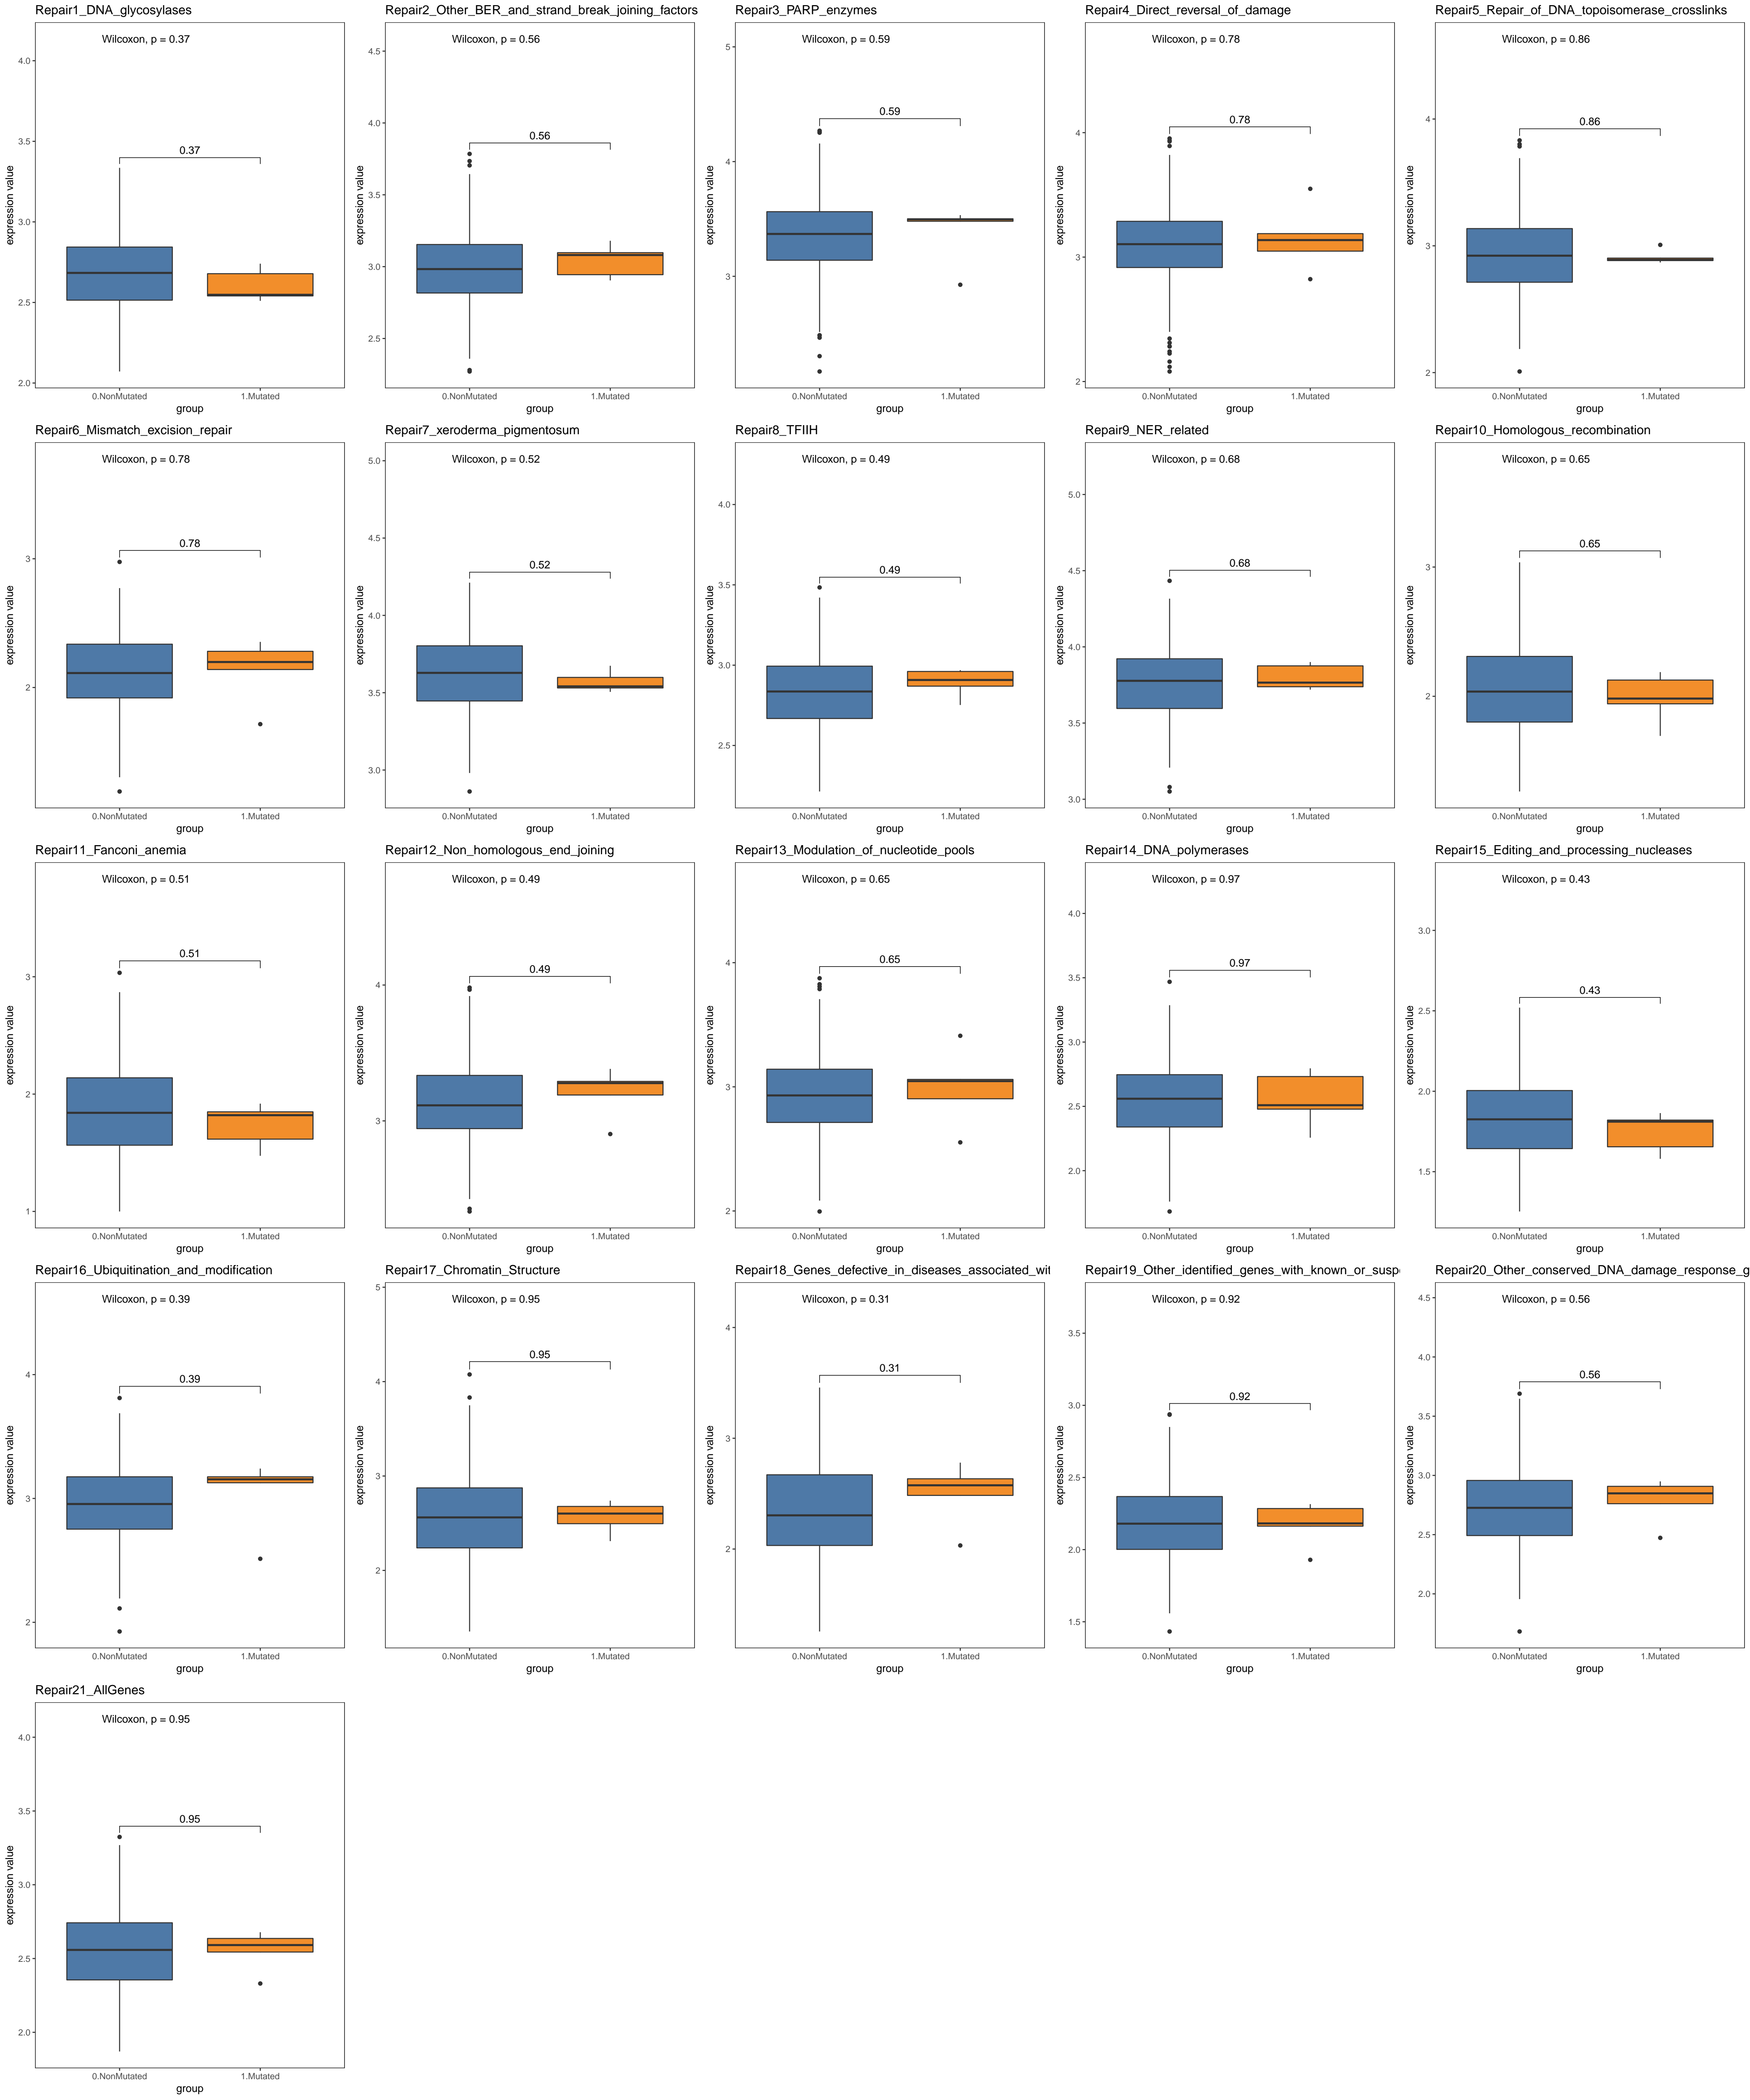 Repair1_DNA_glycosylases
Wilcoxon, p = 0.37
0.37
4.0
3.5
3.0
2.5
2.0
expression value
0.NonMutated 1.Mutated
group
Repair2_Other_BER_and_strand_break_joining_factors
Wilcoxon, p = 0.56
0.56
4.5
4.0
3.5
3.0
2.5
expression value
0.NonMutated 1.Mutated
group
Repair3_PARP_enzymes
Wilcoxon, p = 0.59
0.59
5
4
3
expression value
0.NonMutated 1.Mutated
group
Repair4_Direct_reversal_of_damage
Wilcoxon, p = 0.78
0.78
4
3
2
expression value
0.NonMutated 1.Mutated
group
Repair5_Repair_of_DNA_topoisomerase_crosslinks
Wilcoxon, p = 0.86
0.86
4
3
2
expression value
0.NonMutated 1.Mutated
group
Repair6_Mismatch_excision_repair
Wilcoxon, p = 0.78
0.78
3
2
expression value
0.NonMutated 1.Mutated
group
Repair7_xeroderma_pigmentosum
Wilcoxon, p = 0.52
0.52
5.0
4.5
4.0
3.5
3.0
expression value
0.NonMutated 1.Mutated
group
Repair8_TFIIH
Wilcoxon, p = 0.49
0.49
4.0
3.5
3.0
2.5
expression value
0.NonMutated 1.Mutated
group
Repair9_NER_related
Wilcoxon, p = 0.68
0.68
5.0
4.5
4.0
3.5
3.0
expression value
0.NonMutated 1.Mutated
group
Repair10_Homologous_recombination
Wilcoxon, p = 0.65
0.65
3
2
expression value
0.NonMutated 1.Mutated
group
Repair11_Fanconi_anemia
Wilcoxon, p = 0.51
0.51
3
2
1
expression value
0.NonMutated 1.Mutated
group
Repair12_Non_homologous_end_joining
Wilcoxon, p = 0.49
0.49
4
3
expression value
0.NonMutated 1.Mutated
group
Repair13_Modulation_of_nucleotide_pools
Wilcoxon, p = 0.65
0.65
4
3
2
expression value
0.NonMutated 1.Mutated
group
Repair14_DNA_polymerases
Wilcoxon, p = 0.97
0.97
4.0
3.5
3.0
2.5
2.0
expression value
0.NonMutated 1.Mutated
group
Repair15_Editing_and_processing_nucleases
Wilcoxon, p = 0.43
0.43
3.0
2.5
2.0
1.5
expression value
0.NonMutated 1.Mutated
group
Repair16_Ubiquitination_and_modification
Wilcoxon, p = 0.39
0.39
4
3
2
expression value
0.NonMutated 1.Mutated
group
Repair17_Chromatin_Structure
Wilcoxon, p = 0.95
0.95
5
4
3
2
expression value
0.NonMutated 1.Mutated
group
Repair18_Genes_defective_in_diseases_associated_wit
Wilcoxon, p = 0.31
0.31
4
3
2
expression value
0.NonMutated 1.Mutated
group
Repair19_Other_identified_genes_with_known_or_susp
Wilcoxon, p = 0.92
0.92
3.5
3.0
2.5
2.0
1.5
expression value
0.NonMutated 1.Mutated
group
Repair20_Other_conserved_DNA_damage_response_g
Wilcoxon, p = 0.56
0.56
4.5
4.0
3.5
3.0
2.5
2.0
expression value
0.NonMutated 1.Mutated
group
Repair21_AllGenes
Wilcoxon, p = 0.95
0.95
4.0
3.5
3.0
2.5
2.0
expression value
0.NonMutated 1.Mutated
group